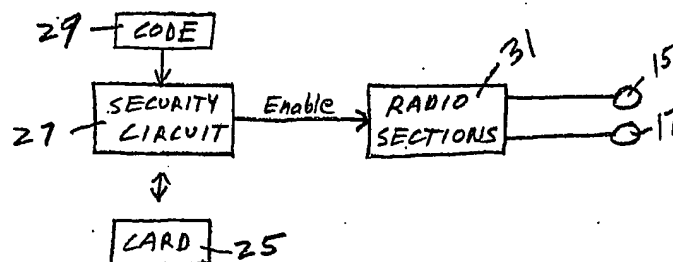 29
CODE
31
15
SECURITY
CIRCUIT
Enable
RADIO
SECTIONS
27
17
CARD
25